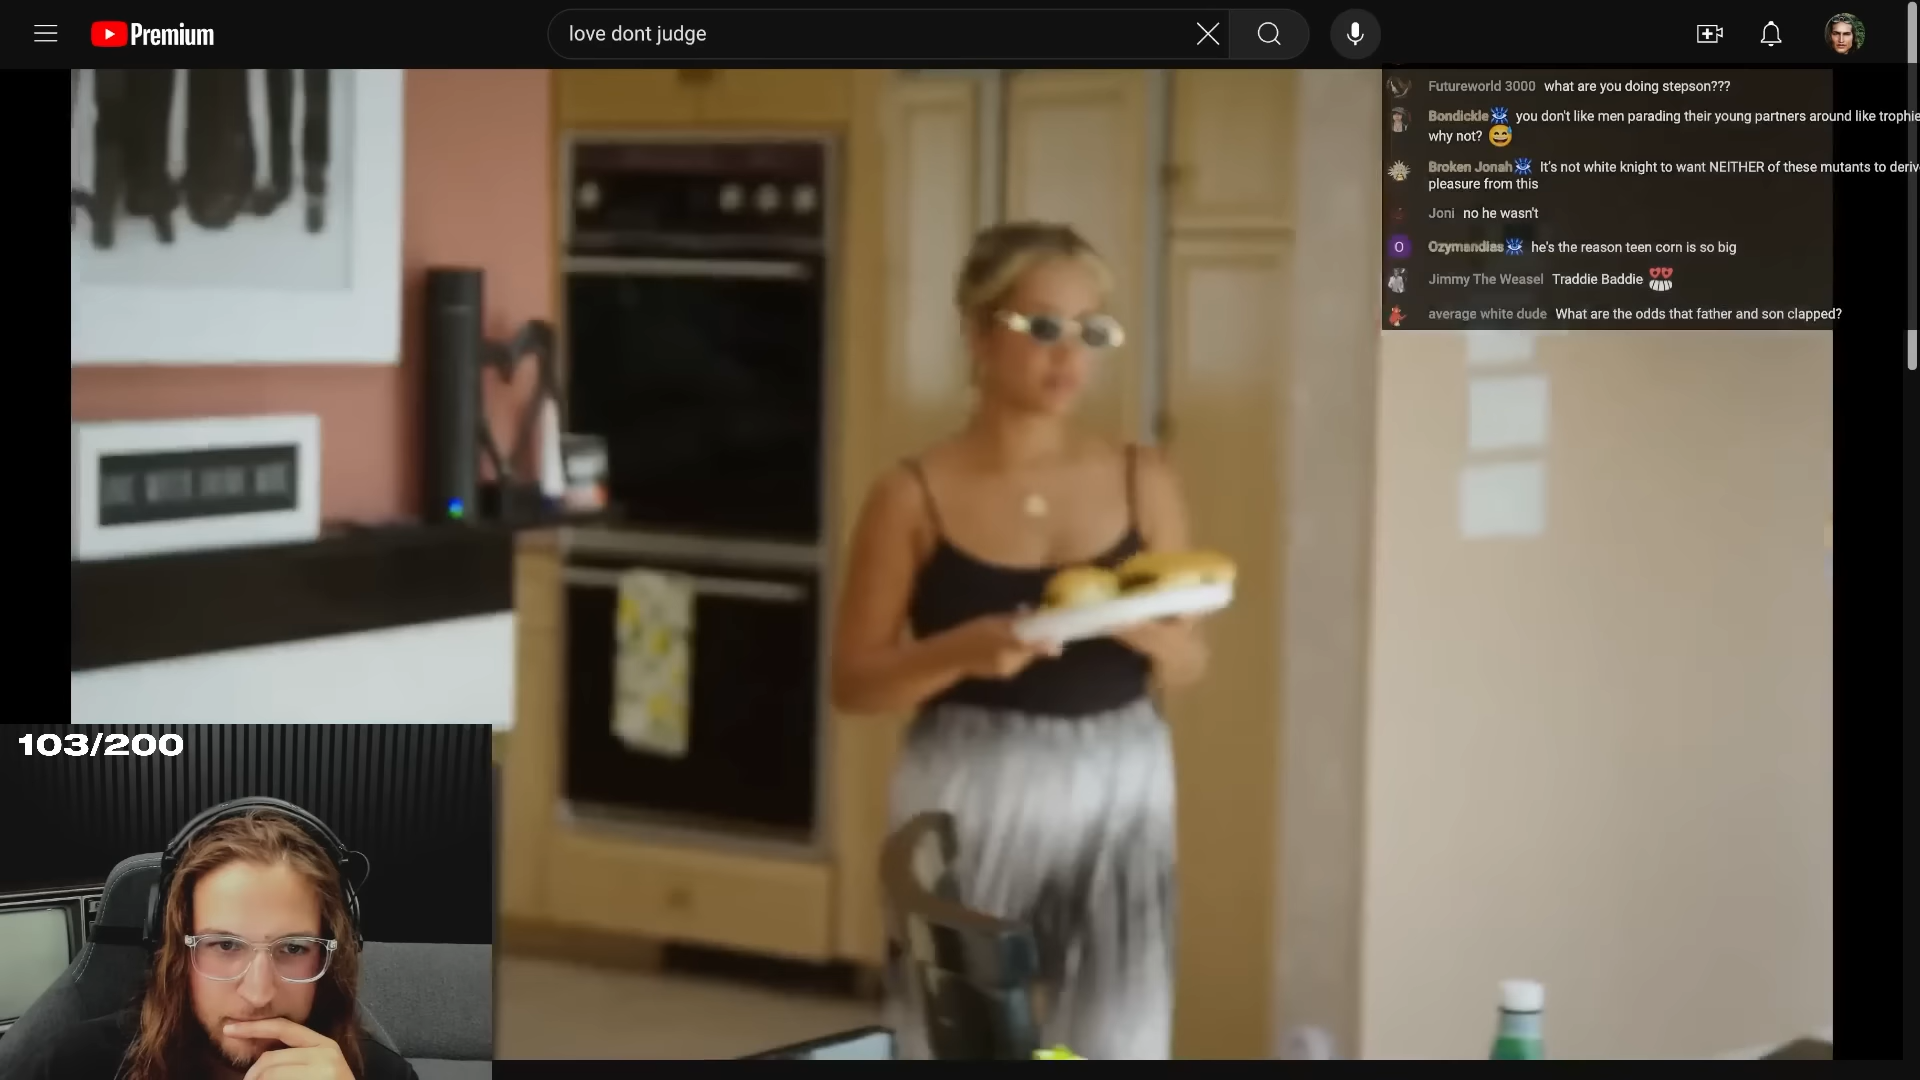 Premium
love dont judge
Futureworld 3000 what are you doing stepson???
Bondickle you don't like men parading their young partners around like trophie
why not?
Broken Jonah It's not white knight to want NEITHER of these mutants to deriv
pleasure from this
Joni no he wasn't
O Ozymandias he's the reason teen corn is so big
Jimmy The Weasel Traddie Baddie
average white dude What are the odds that father and son clapped?
103/200